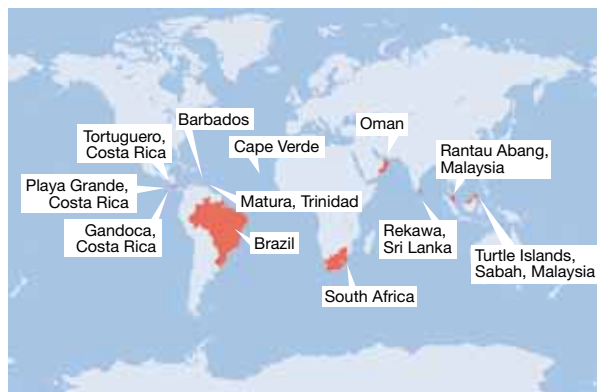 Barbados
Tortuguero,
Costa Rica
Cape Verde
Oman
Rantau Abang,
Malaysia
Playa Grande,
Costa Rica
Matura, Trinidad
Gandoca,
Costa Rica
Brazil
Rekawa,
Sri Lanka
Turtle Islands,
Sabah, Malaysia
South Africa